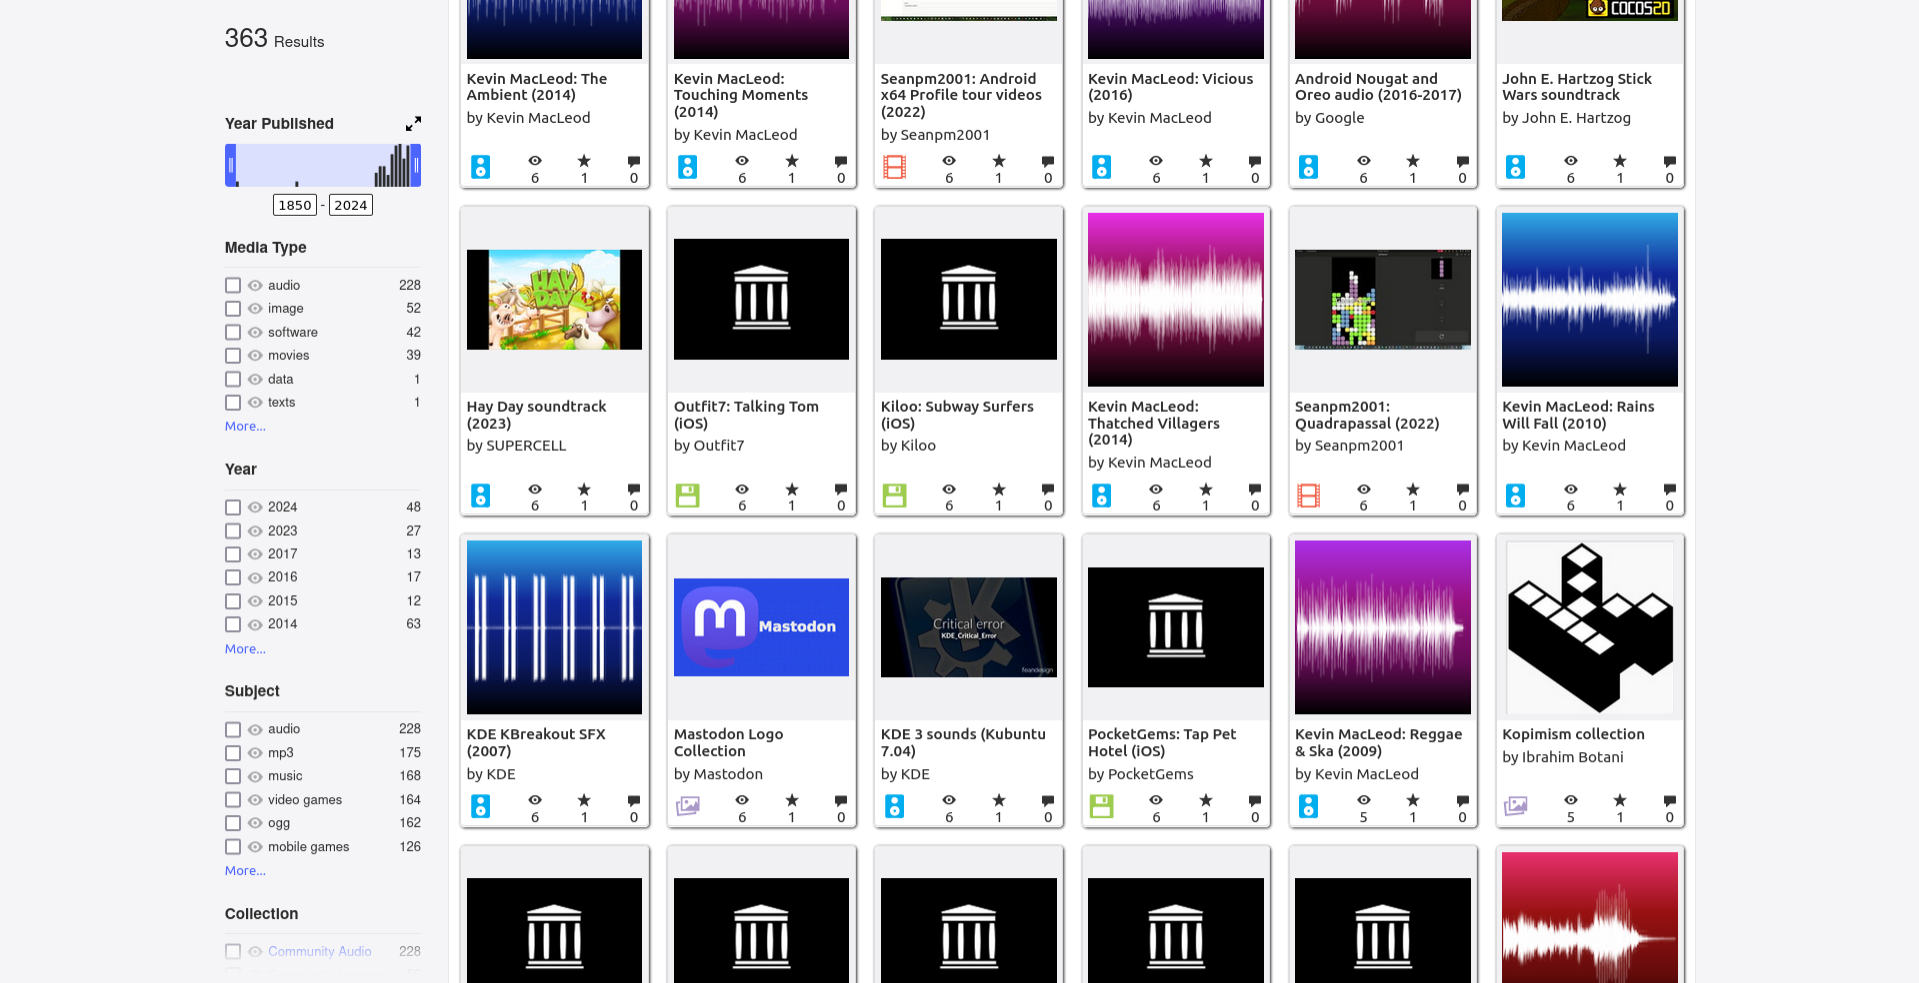 363 Results
Year Published
1850 - 2024
Media Type
audio 228
image 52
software 42
movies 39
data 1
texts 1
More...
Year
2024 48
2023 27
2017 13
2016 17
2015 12
2014 63
More...
Subject
audio 228
mp3 175
music 168
video games 164
ogg 162
mobile games 126
More...
Collection
Community Audio 228
COCOS2D
Kevin MacLeod: The
Ambient (2014)
by Kevin MacLeod
6 1 0
Kevin MacLeod:
Touching Moments
(2014)
by Kevin MacLeod
6 1 0
Seanpm2001: Android
x64 Profile tour videos
(2022)
by Seanpm2001
6 1 0
Kevin MacLeod: Vicious
(2016)
by Kevin MacLeod
6 1 0
Android Nougat and
Oreo audio (2016-2017)
by Google
6 1 0
John E. Hartzog Stick
Wars soundtrack
by John E. Hartzog
6 1 0
HAY
DAY
Hay Day soundtrack
(2023)
by SUPERCELL
6 1 0
Outfit7: Talking Tom
(iOS)
by Outfit7
6 1 0
Kiloo: Subway Surfers
(iOS)
by Kiloo
6 1 0
Kevin MacLeod:
Thatched Villagers
(2014)
by Kevin MacLeod
6 1 0
Seanpm2001:
Quadrapassal (2022)
by Seanpm2001
6 1 0
Kevin MacLeod: Rains
Will Fall (2010)
by Kevin MacLeod
6 1 0
KDE KBreakout SFX
(2007)
by KDE
6 1 0
m Mastodon
Mastodon Logo
Collection
by Mastodon
6 1 0
Critical error
KDE_Critical_Error
feandesign
KDE 3 sounds (Kubuntu
7.04)
by KDE
6 1 0
PocketGems: Tap Pet
Hotel (iOS)
by PocketGems
6 1 0
Kevin MacLeod: Reggae
& Ska (2009)
by Kevin MacLeod
5 1 0
Kopimism collection
by Ibrahim Botani
5 1 0